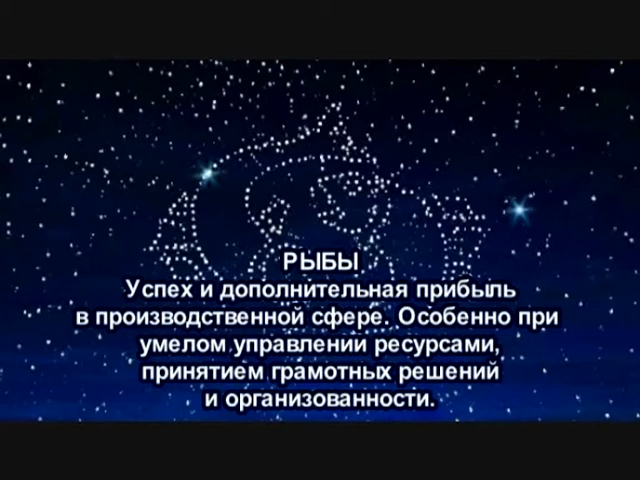 РЫБЫ
Успех и дополнительная прибыль
в производственной сфере. Особенно при
умелом управлении ресурсами,
принятием грамотных решений
и организованности.